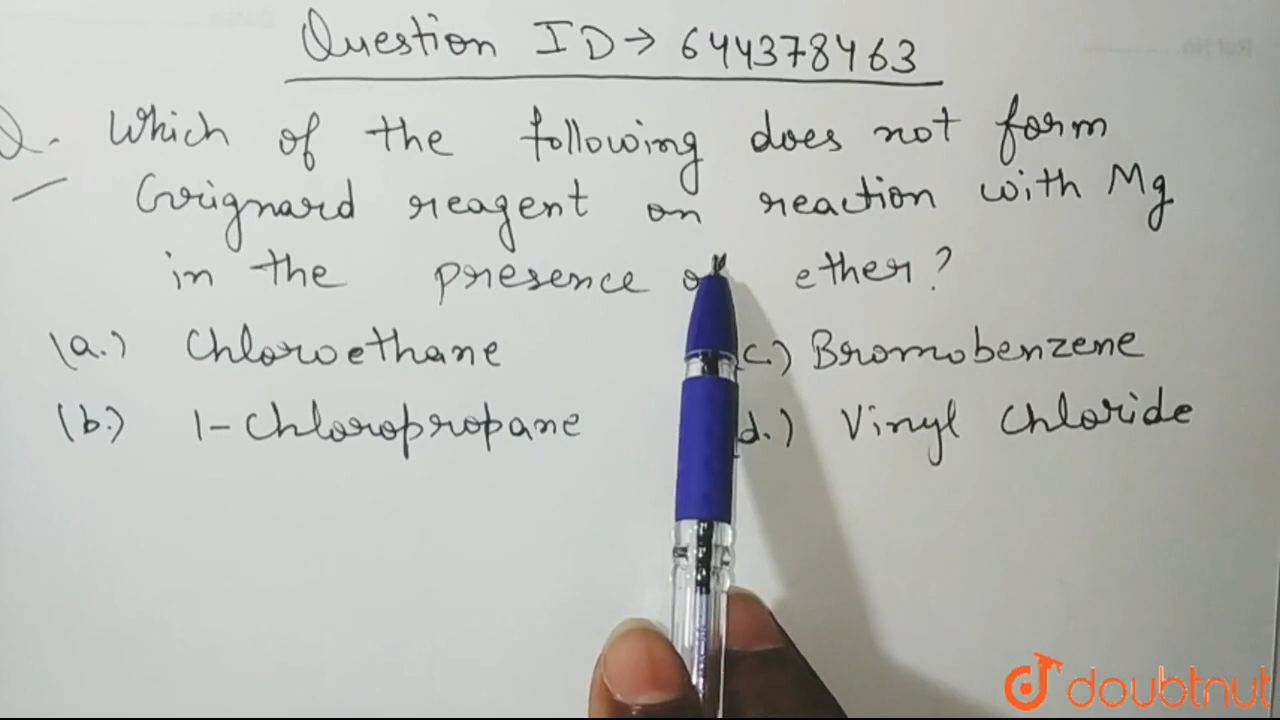 Question ID → 644378463
Q. Which of the following does not form
Grignard reagent on reaction with Mg
in the presence of ether?
(a.) Chloroethane (c.) Bromobenzene
(b.) 1-Chloropropane (d.) Vinyl Chloride
doubtnut